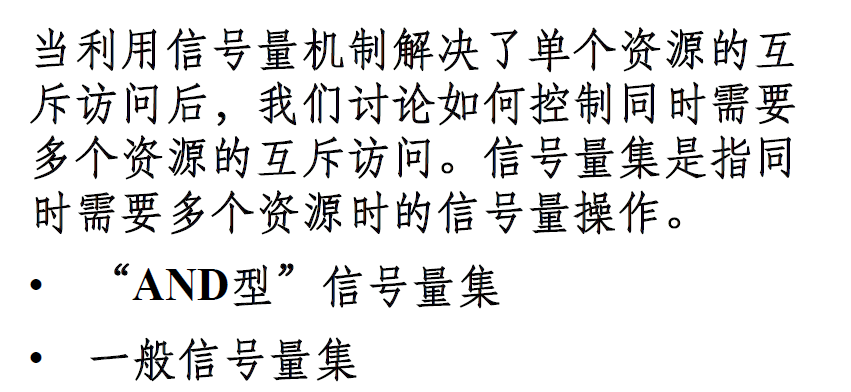 当利用信号量机制解决了单个资源的互
斥访问后，我们讨论如何控制同时需要
多个资源的互斥访问。信号量集是指同
时需要多个资源时的信号量操作。
• “AND型”信号量集
• 一般信号量集